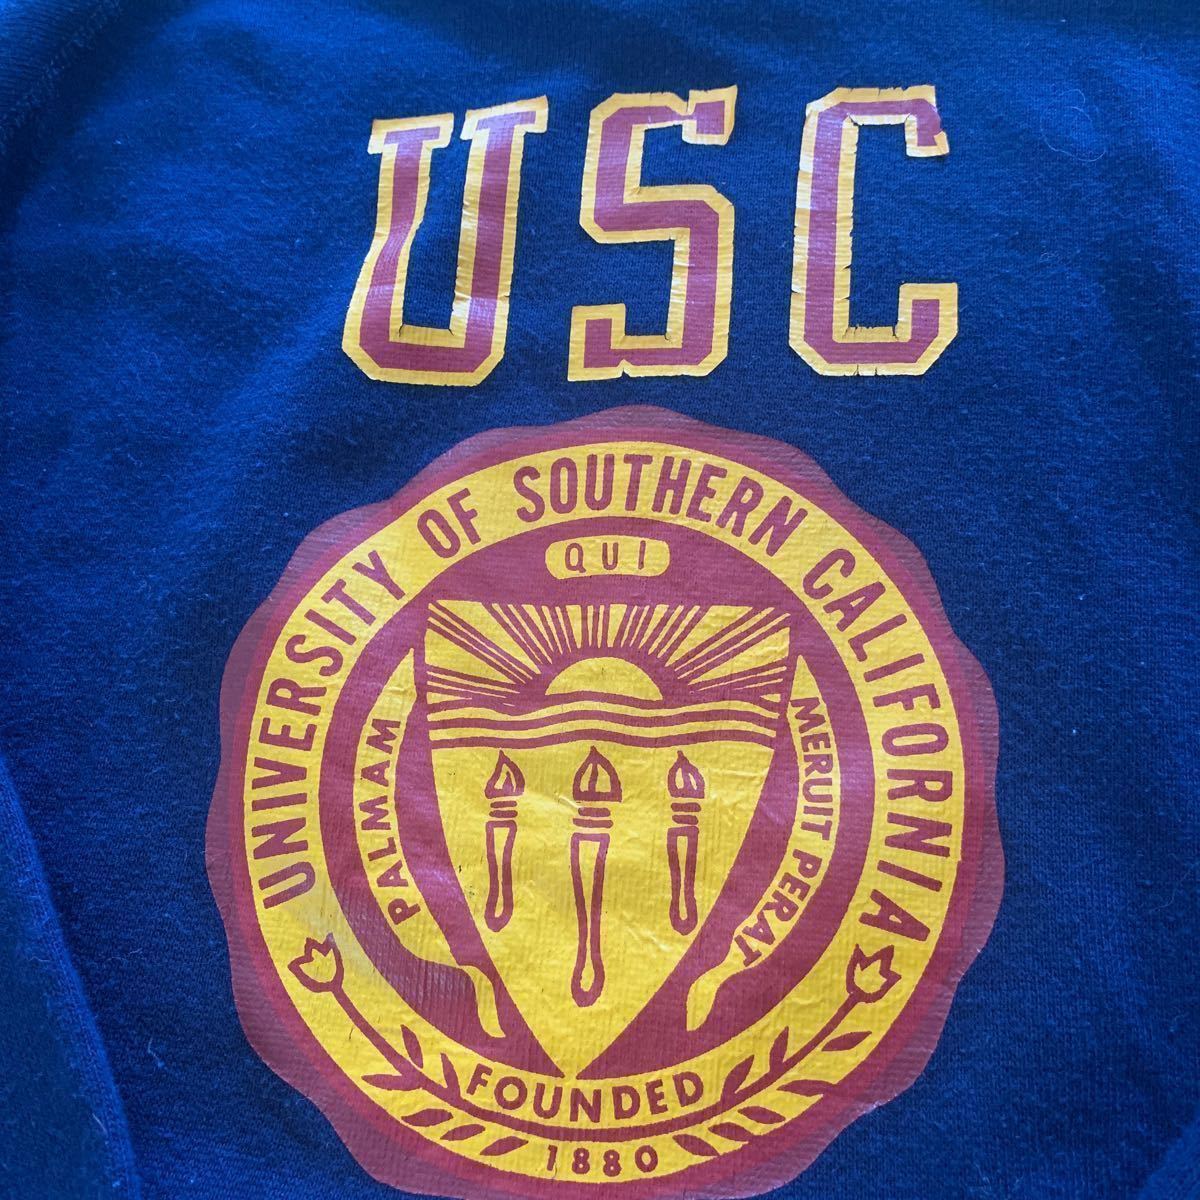 USC
UNIVERSITY OF SOUTHERN CALIFORNIA
QUI
PALMAM
MERUIT PERAT
FOUNDED
1880